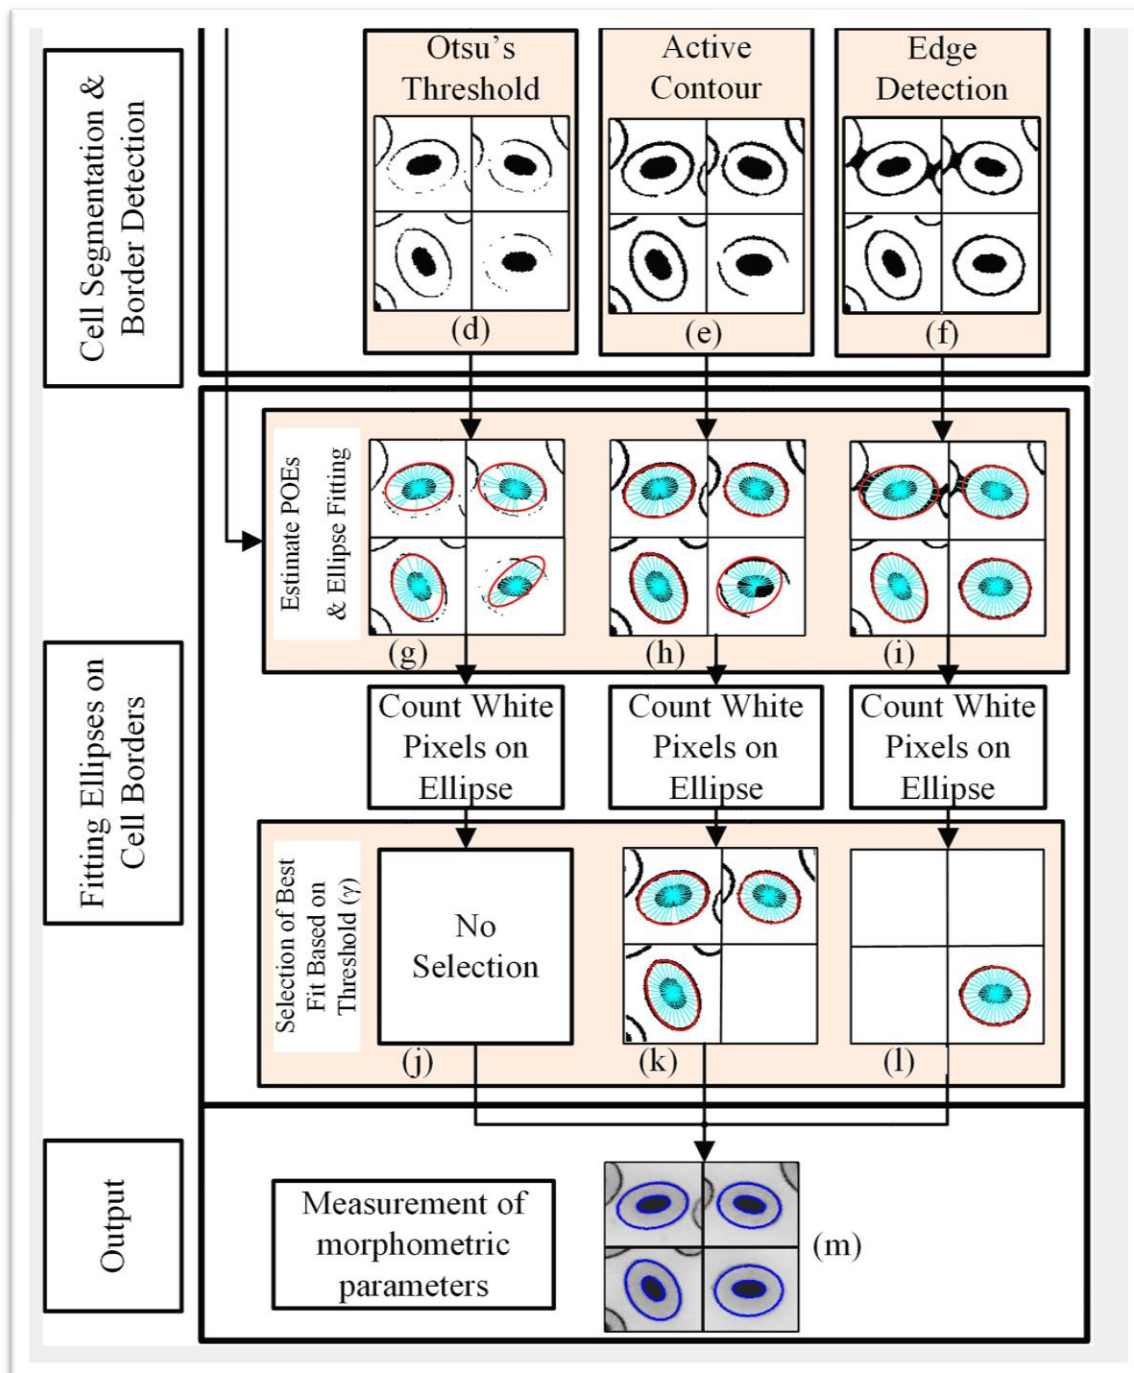 Cell Segmentation &
Border Detection
Otsu's
Threshold
Active
Contour
Edge
Detection
(d)
(e)
(f)
Fitting Ellipses on
Cell Borders
Estimate POEs
& Ellipse Fitting
(g)
(h)
(i)
Count White
Pixels on
Ellipse
Count White
Pixels on
Ellipse
Count White
Pixels on
Ellipse
Selection of Best
Fit Based on
Threshold (γ)
No
Selection
(j)
(k)
(l)
Output
Measurement of
morphometric
parameters
(m)